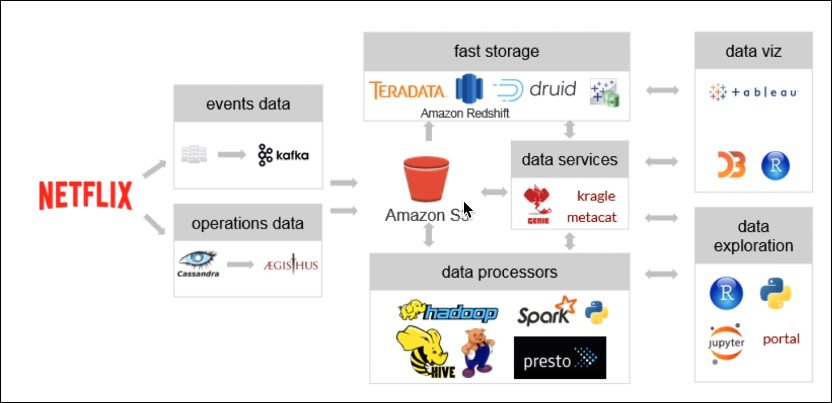 fast storage
TERADATA
Amazon Redshift
druid
data viz
+ableau
D3
R
events data
kafka
NETFLIX
operations data
Cassandra
ÆGISTHUS
Amazon S3
data services
GENIE
kragle
metacat
data processors
hadoop
Spark
HIVE
presto
data
exploration
R
jupyter
portal